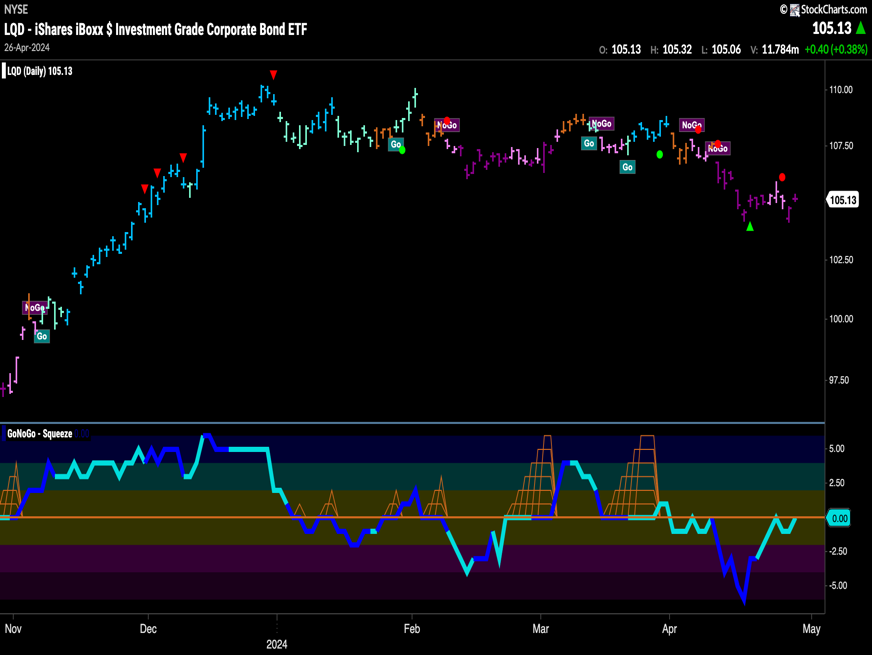 NYSE
© StockCharts.com
LQD - iShares iBoxx $ Investment Grade Corporate Bond ETF
105.13
26-Apr-2024
O: 105.13 H: 105.32 L: 105.06 V: 11.784m +0.40 (+0.38%)
LQD (Daily) 105.13
110.00
NoGo
NoGo
NoGo
Go
Go
NoGo
107.50
Go
105.13
102.50
NoGo
100.00
Go
97.50
GoNoGo - Squeeze
5.00
2.50
0.00
-2.50
-5.00
Nov
Dec
Feb
Mar
Apr
May
2024